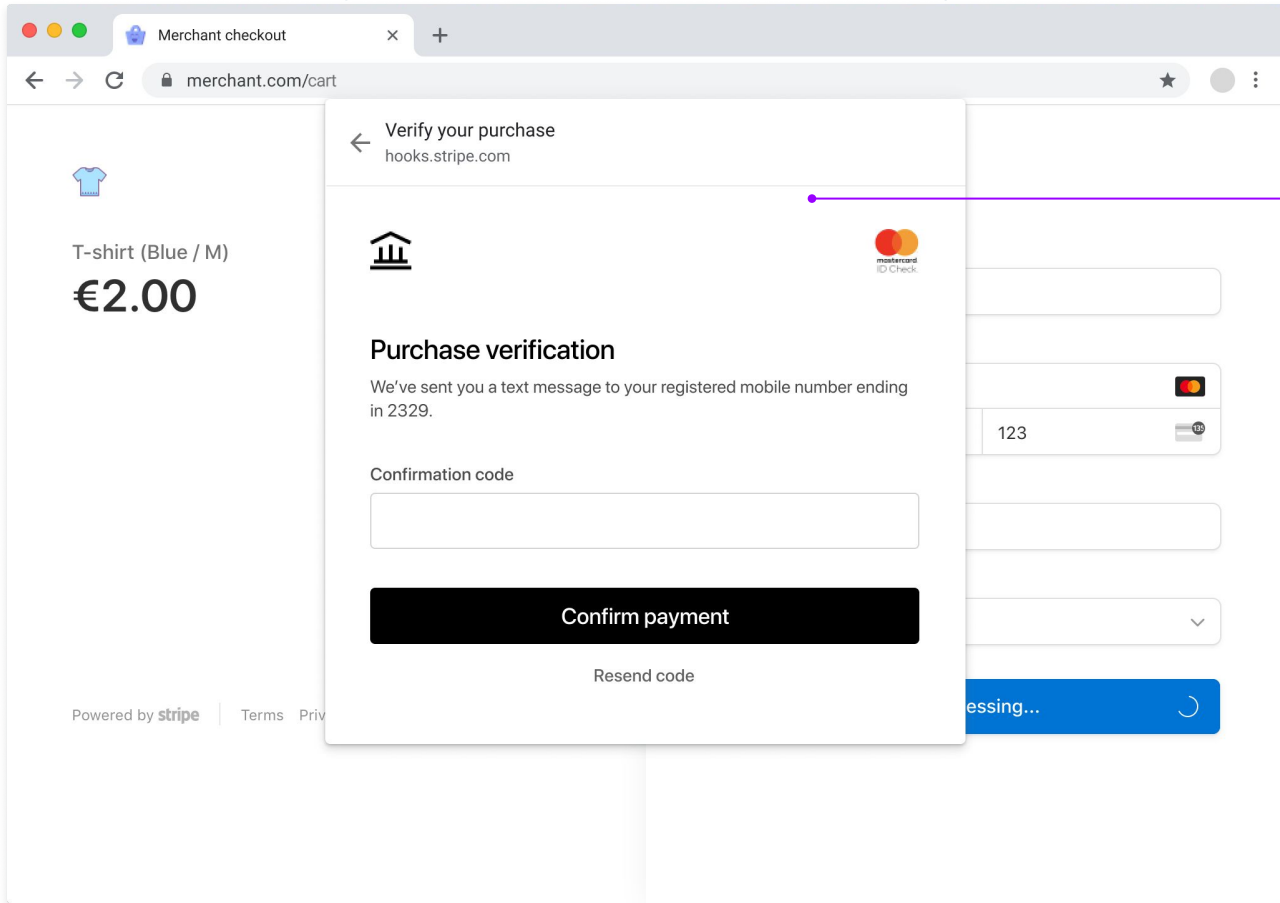 Merchant checkout
merchant.com/cart
Verify your purchase
hooks.stripe.com
T-shirt (Blue / M)
€2.00
mastercard.
ID Check.
Purchase verification
We’ve sent you a text message to your registered mobile number ending
in 2329.
123
135
Confirmation code
Confirm payment
Resend code
Powered by stripe
Terms Priv
essing...